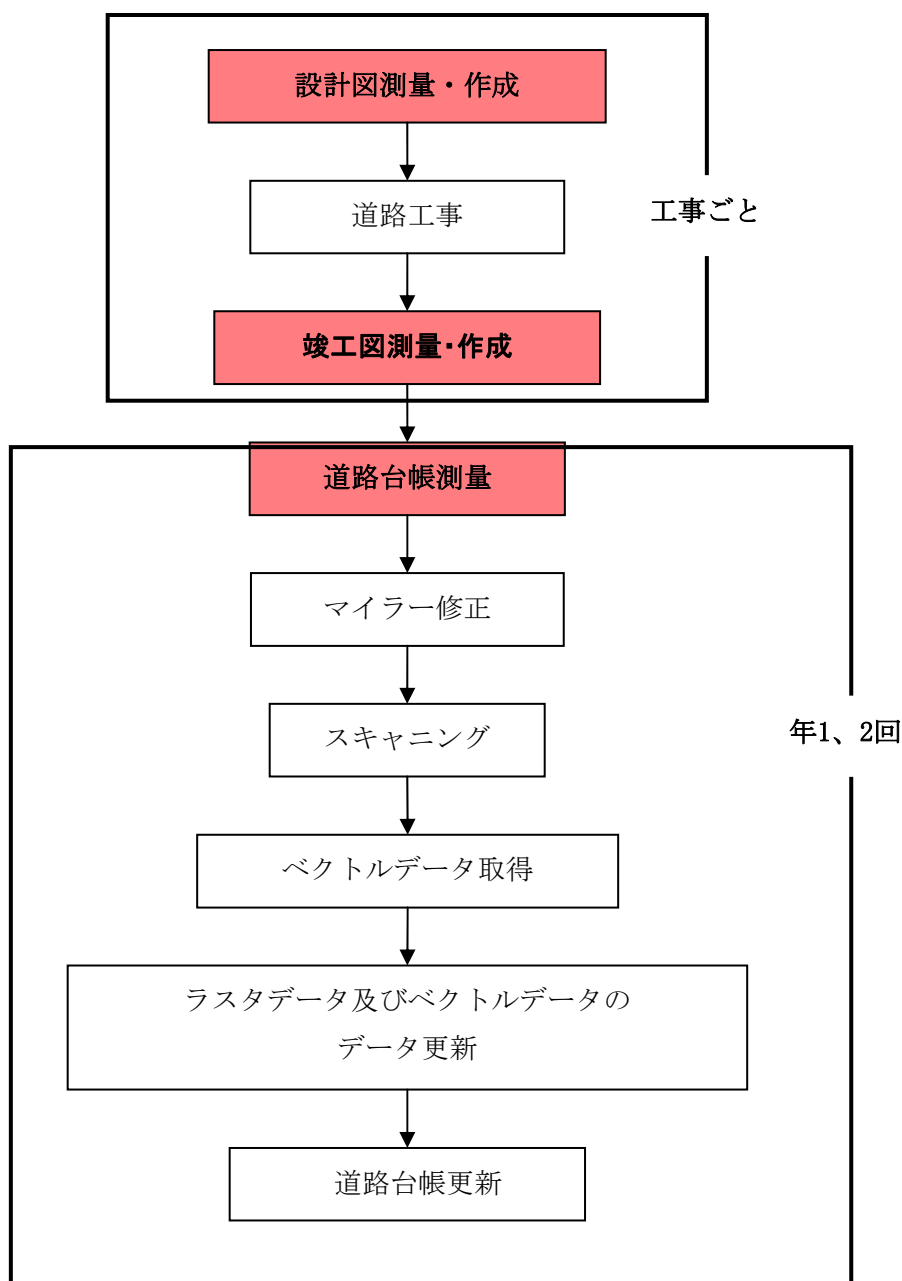 設計図測量・作成
道路工事
工事ごと
竣工図測量・作成
道路台帳測量
マイラー修正
スキャニング
年1、2回
ベクトルデータ取得
ラスタデータ及びベクトルデータの
データ更新
道路台帳更新